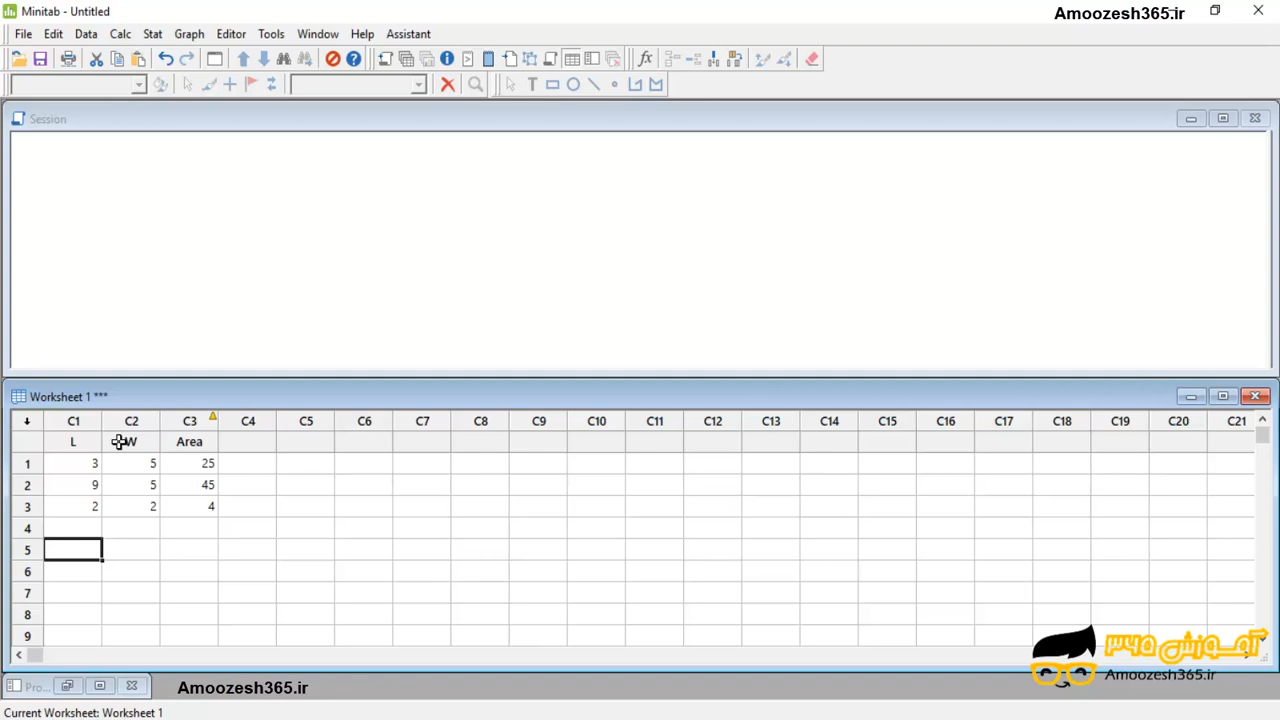 Minitab - Untitled
Amoozesh365.ir
File Edit Data Calc Stat Graph Editor Tools Window Help Assistant
Session
Worksheet 1 ***
C1 C2 C3 C4 C5 C6 C7 C8 C9 C10 C11 C12 C13 C14 C15 C16 C17 C18 C19 C20 C21
L W Area
1 3 5 25
2 9 5 45
3 2 2 4
4
5
6
7
8
9
آموزش ۳۶۵
Amoozesh365.ir
Pro...
Amoozesh365.ir
Current Worksheet: Worksheet 1